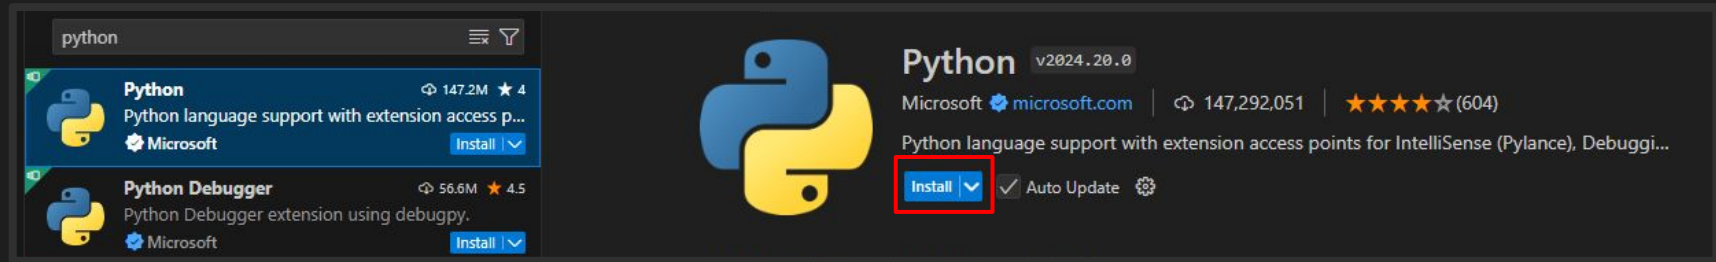 python
Python 147.2M ★ 4
Python language support with extension access p...
Microsoft Install
Python Debugger 56.6M ★ 4.5
Python Debugger extension using debugpy.
Microsoft Install
Python v2024.20.0
Microsoft microsoft.com | 147,292,051 | ★★★★☆(604)
Python language support with extension access points for IntelliSense (Pylance), Debuggi...
Install Auto Update